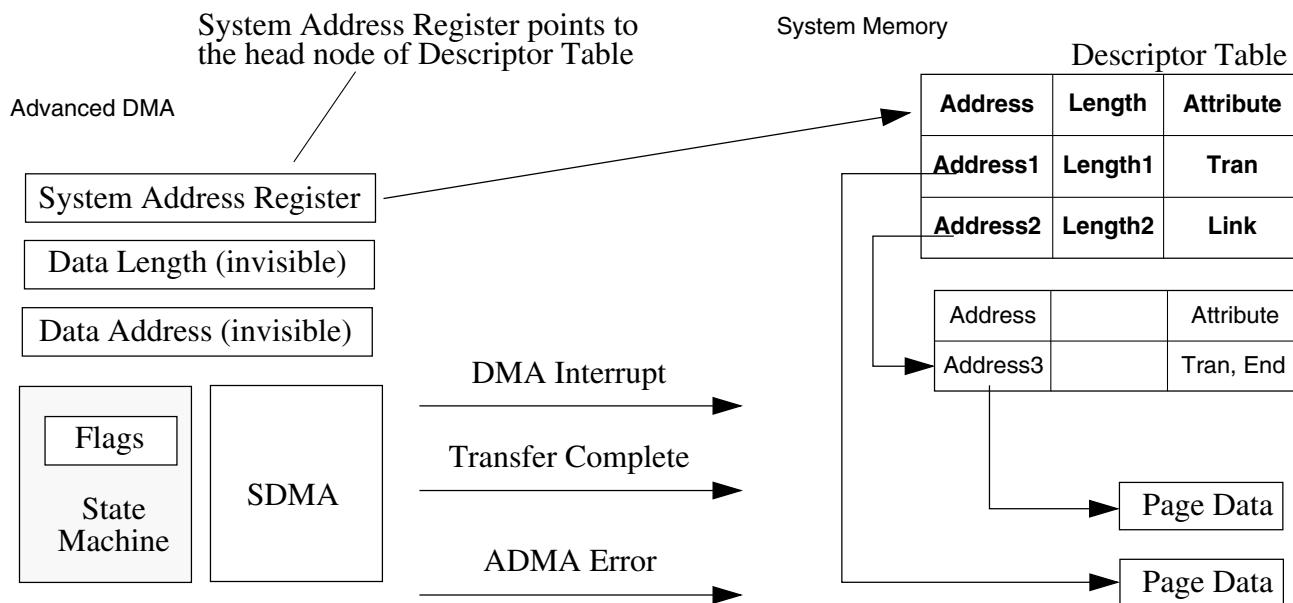 System Address Register points to
the head node of Descriptor Table
System Memory
Advanced DMA
Descriptor Table
Address Length Attribute
Address1 Length1 Tran
Address2 Length2 Link
System Address Register
Data Length (invisible)
Data Address (invisible)
Address Attribute
Address3 Tran, End
Flags
State
Machine
SDMA
DMA Interrupt
Transfer Complete
ADMA Error
Page Data
Page Data